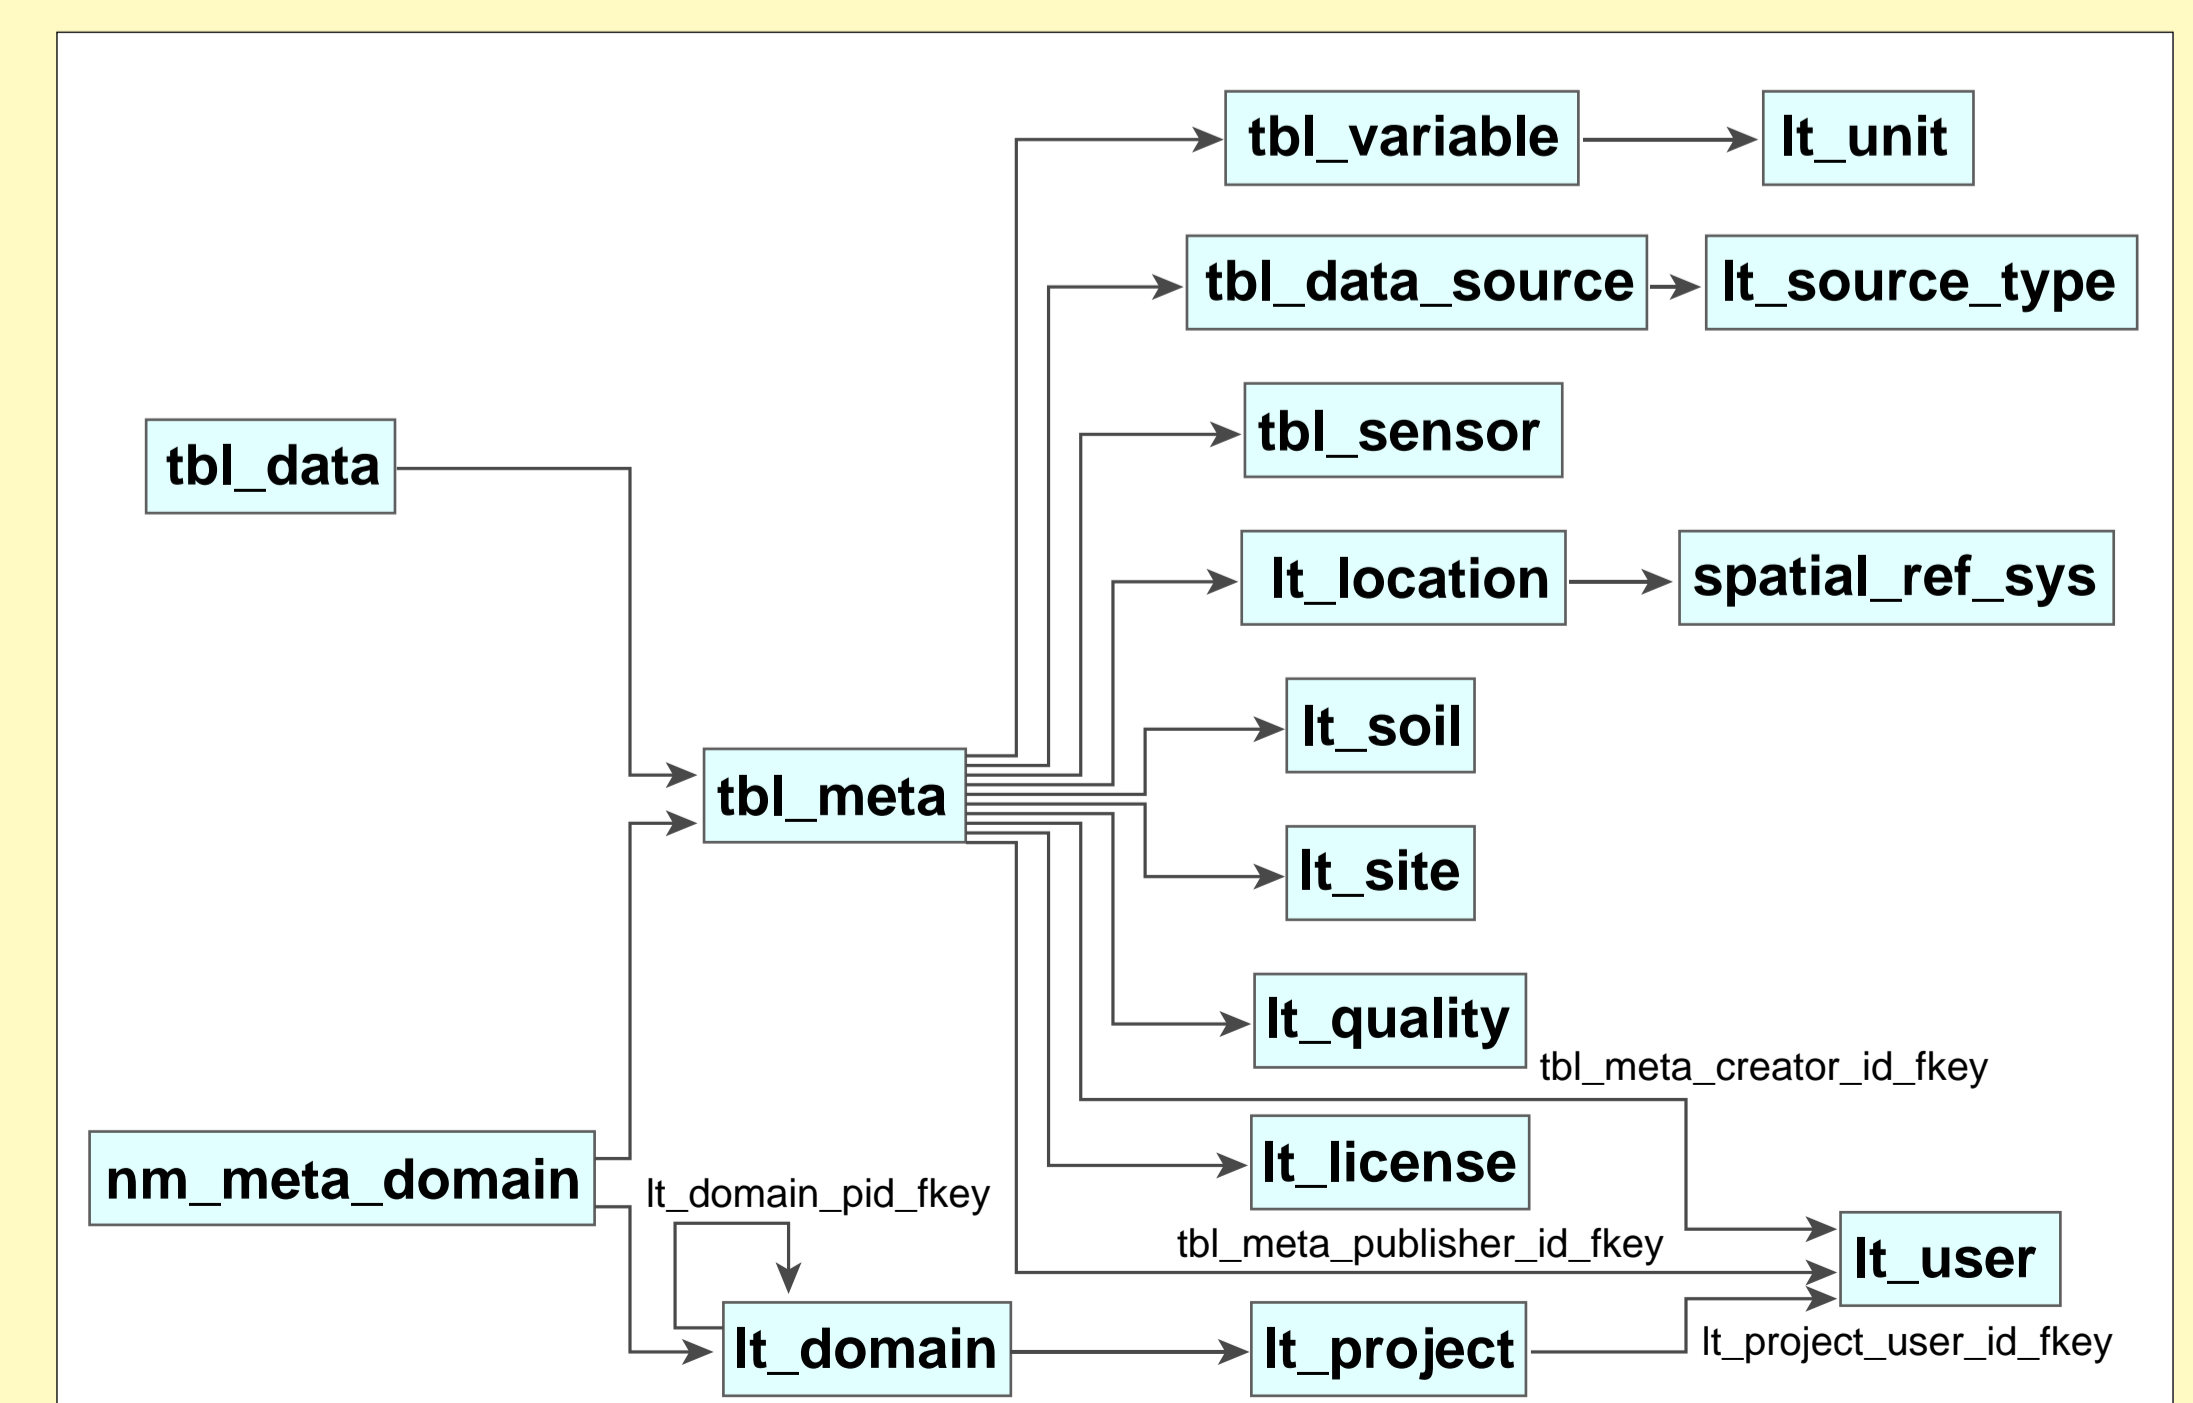 tbl_variable
lt_unit
tbl_data_source
lt_source_type
tbl_sensor
tbl_data
lt_location
spatial_ref_sys
lt_soil
tbl_meta
lt_site
lt_quality
tbl_meta_creator_id_fkey
lt_license
nm_meta_domain
lt_domain_pid_fkey
tbl_meta_publisher_id_fkey
lt_user
lt_domain
lt_project
lt_project_user_id_fkey